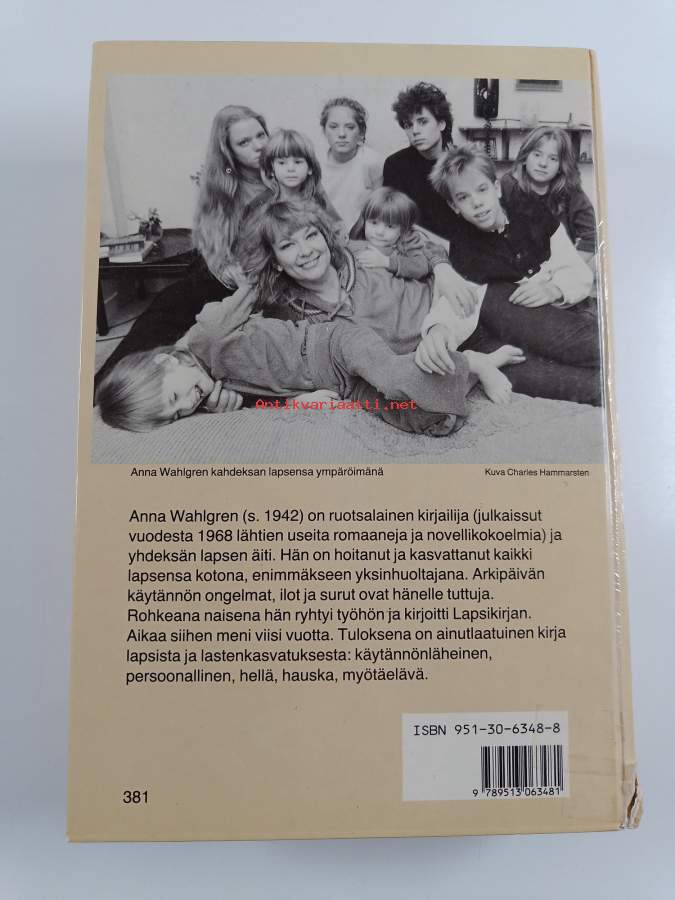 Antikvariaatti.net
Anna Wahlgren kahdeksan lapsensa ympäröimänä
Kuva Charles Hammarsten
Anna Wahlgren (s. 1942) on ruotsalainen kirjailija (julkaissut
vuodesta 1968 lähtien useita romaaneja ja novellikokoelmia) ja
yhdeksän lapsen äiti. Hän on hoitanut ja kasvattanut kaikki
lapsensa kotona, enimmäkseen yksinhuoltajana. Arkipäivän
käytännön ongelmat, ilot ja surut ovat hänelle tuttuja.
Rohkeana naisena hän ryhtyi työhön ja kirjoitti Lapsikirjan.
Aikaa siihen meni viisi vuotta. Tuloksena on ainutlaatuinen kirja
lapsista ja lastenkasvatuksesta: käytännönläheinen,
persoonallinen, hellä, hauska, myötäelävä.
ISBN 951-30-6348-8
9 789513 063481
381